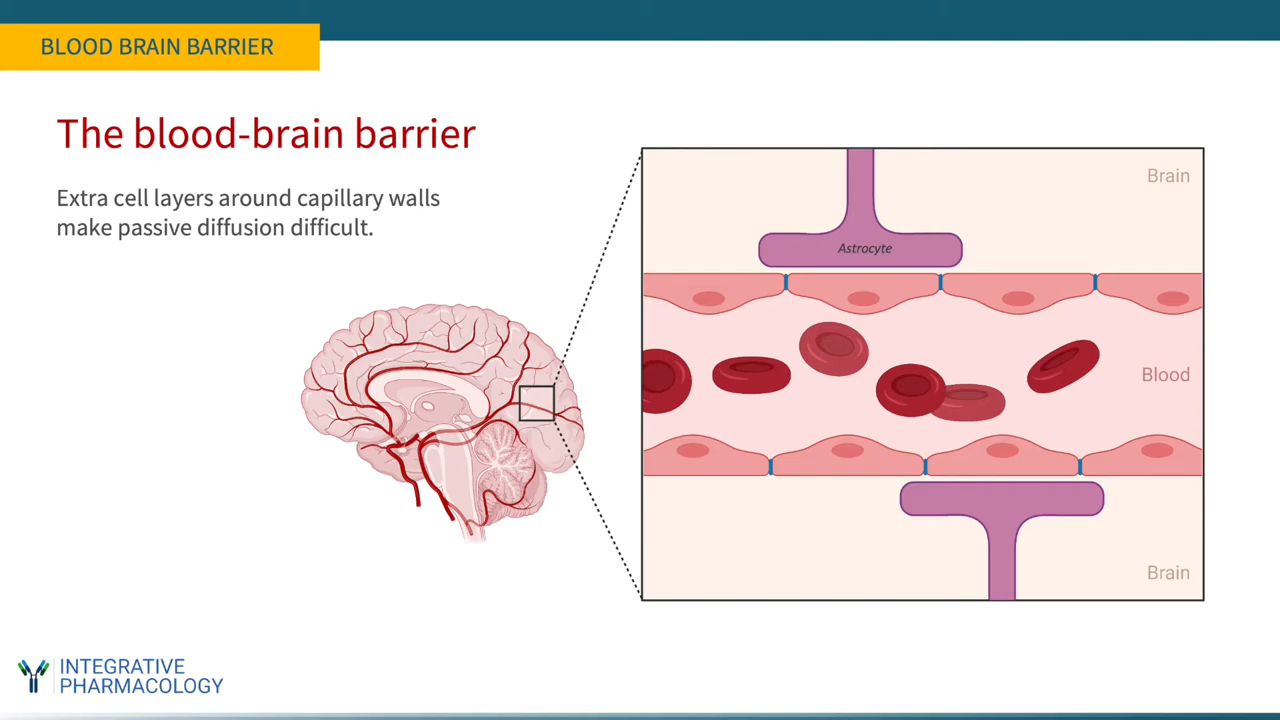 BLOOD BRAIN BARRIER
The blood-brain barrier
Extra cell layers around capillary walls
make passive diffusion difficult.
Brain
Astrocyte
Blood
Brain
INTEGRATIVE
PHARMACOLOGY